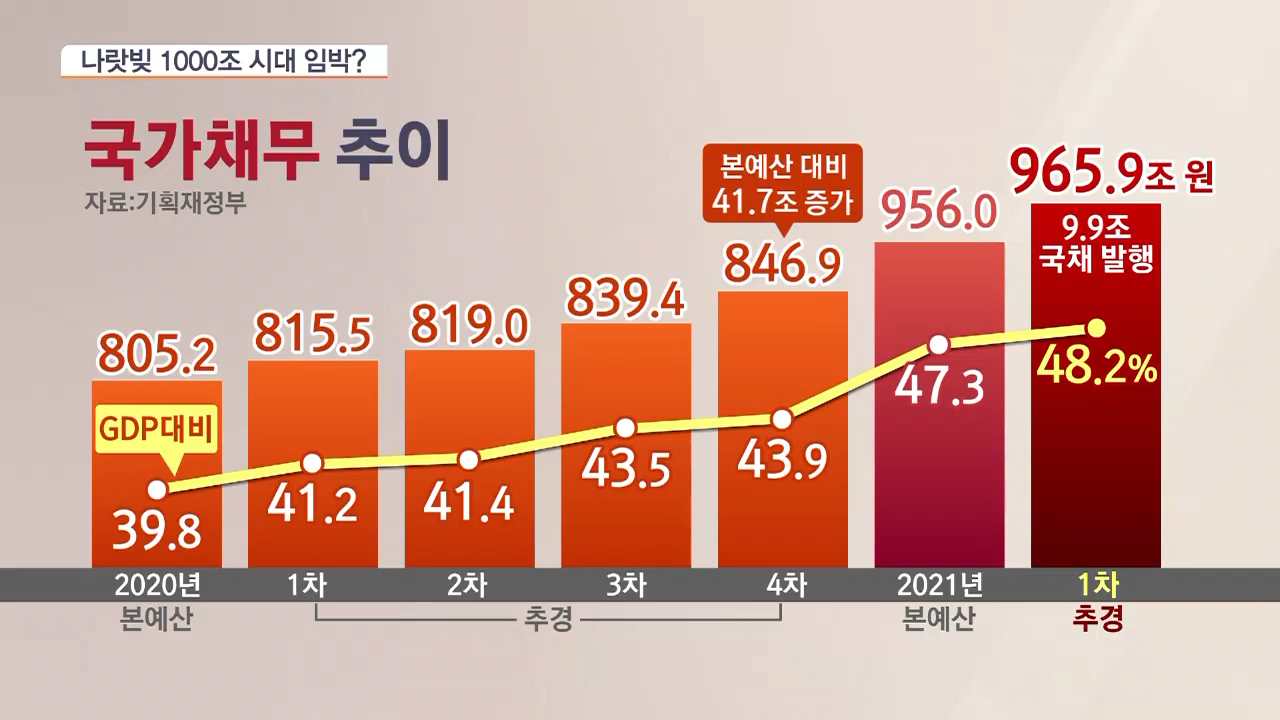 나랏빚 1000조 시대 임박?
국가채무 추이
자료:기획재정부
본예산 대비
41.7조 증가
805.2
815.5
819.0
839.4
846.9
956.0
965.9조 원
9.9조
국채 발행
GDP대비
39.8
41.2
41.4
43.5
43.9
47.3
48.2%
2020년
1차
2차
3차
4차
2021년
1차
본예산
추경
본예산
추경